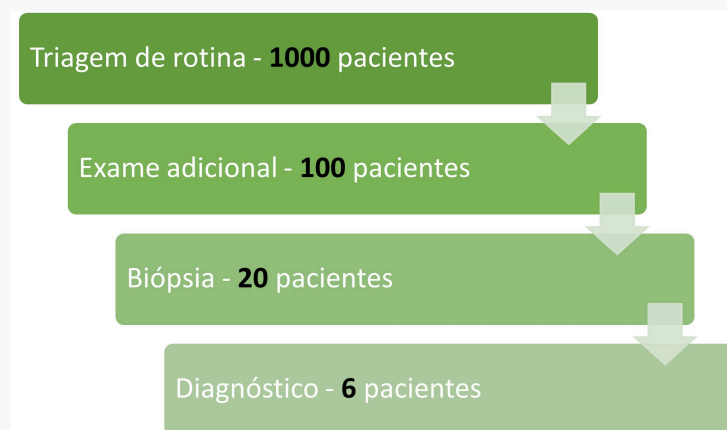 Triagem de rotina - 1000 pacientes
Exame adicional - 100 pacientes
Biópsia - 20 pacientes
Diagnóstico - 6 pacientes